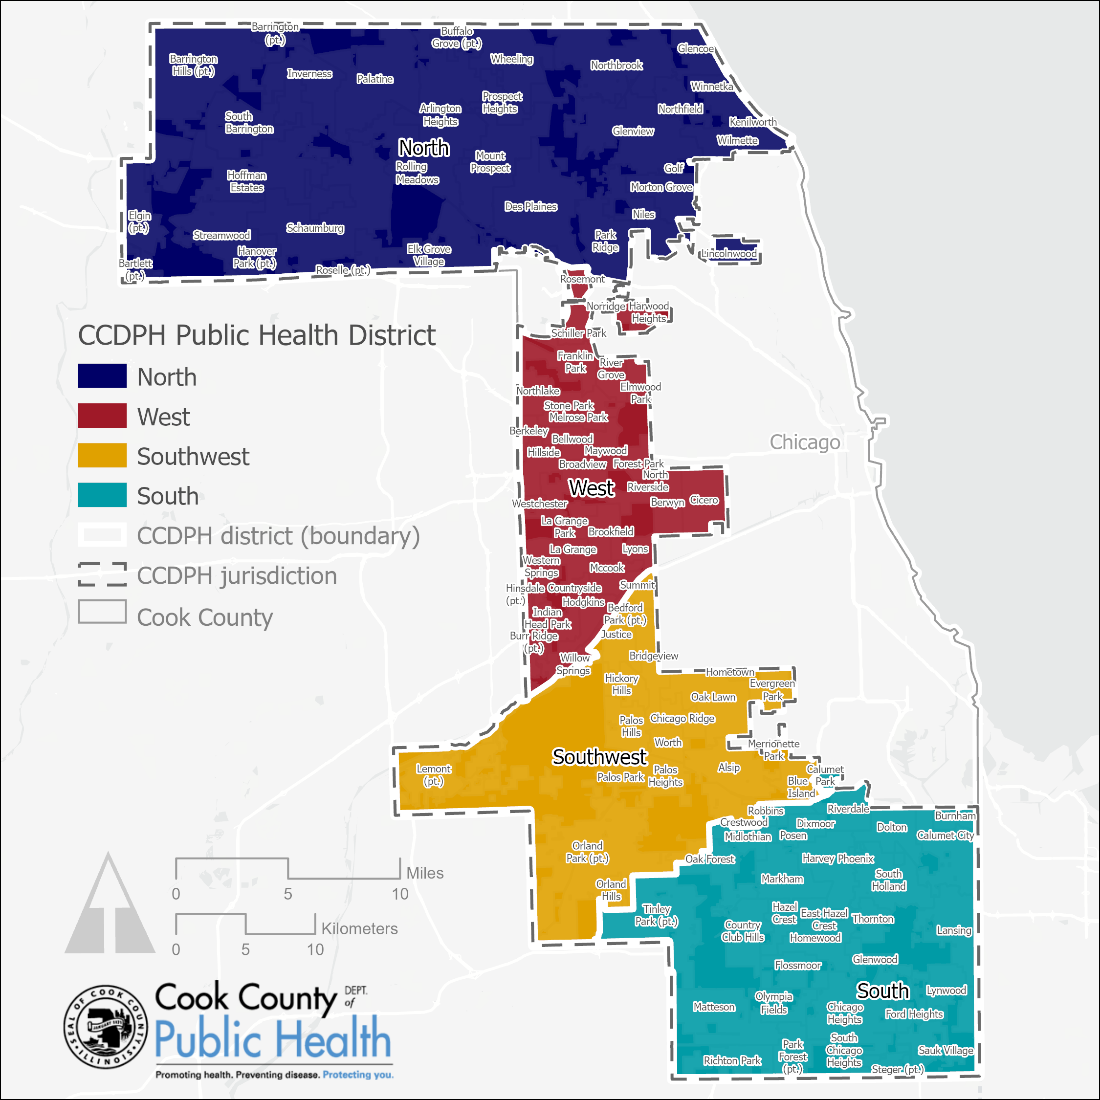 Barrington
(pt.)
Buffalo
Grove (pt.)
Glencoe
Barrington
Hills (pt.)
Wheeling
Northbrook
Inverness
Palatine
Winnetka
Prospect
Heights
Northfield
Arlington
Heights
South
Barrington
Kenilworth
Glenview
Wilmette
North
Mount
Prospect
Rolling
Meadows
Golf
Hoffman
Estates
Morton Grove
Des Plaines
Niles
Elgin
(pt.)
Schaumburg
Streamwood
Park
Ridge
Hanover
Park (pt.)
Elk Grove
Village
Lincolnwood
Bartlett
(pt.)
Roselle (pt.)
Rosemont
Norridge
Harwood
Heights
Schiller Park
CCDPH Public Health District
North
West
Southwest
South
CCDPH district (boundary)
CCDPH jurisdiction
Cook County
Franklin
Park
River
Grove
Northlake
Elmwood
Park
Stone Park
Melrose Park
Berkeley
Bellwood
Chicago
Hillside
Maywood
Broadview
Forest Park
North
Riverside
West
Westchester
Berwyn
Cicero
La Grange
Park
Brookfield
La Grange
Lyons
Western
Springs
Mccook
Hinsdale
(pt.)
Countryside
Summit
Hodgkins
Indian
Head Park
Bedford
Park (pt.)
Burr Ridge
(pt.)
Justice
Willow
Springs
Bridgeview
Hometown
Hickory
Hills
Evergreen
Park
Oak Lawn
Palos
Hills
Chicago Ridge
Worth
Merrionette
Park
Southwest
Lemont
(pt.)
Palos Park
Palos
Heights
Alsip
Calumet
Park
Blue
Island
Robbins
Riverdale
Burnham
Crestwood
Dixmoor
Dolton
Midlothian
Posen
Calumet City
Orland
Park (pt.)
Oak Forest
Harvey
Phoenix
Orland
Hills
Markham
South
Holland
Tinley
Park (pt.)
Hazel
Crest
East Hazel
Crest
Thornton
Country
Club Hills
Homewood
Lansing
Flossmoor
Glenwood
South
Lynwood
Matteson
Olympia
Fields
Chicago
Heights
Ford Heights
Park
Forest
(pt.)
South
Chicago
Heights
Sauk Village
Richton Park
Steger (pt.)
Miles
0 5 10
Kilometers
0 5 10
SEAL OF COOK COUNTY
ILLINOIS
Cook County DEPT. of
Public Health
Promoting health. Preventing disease. Protecting you.